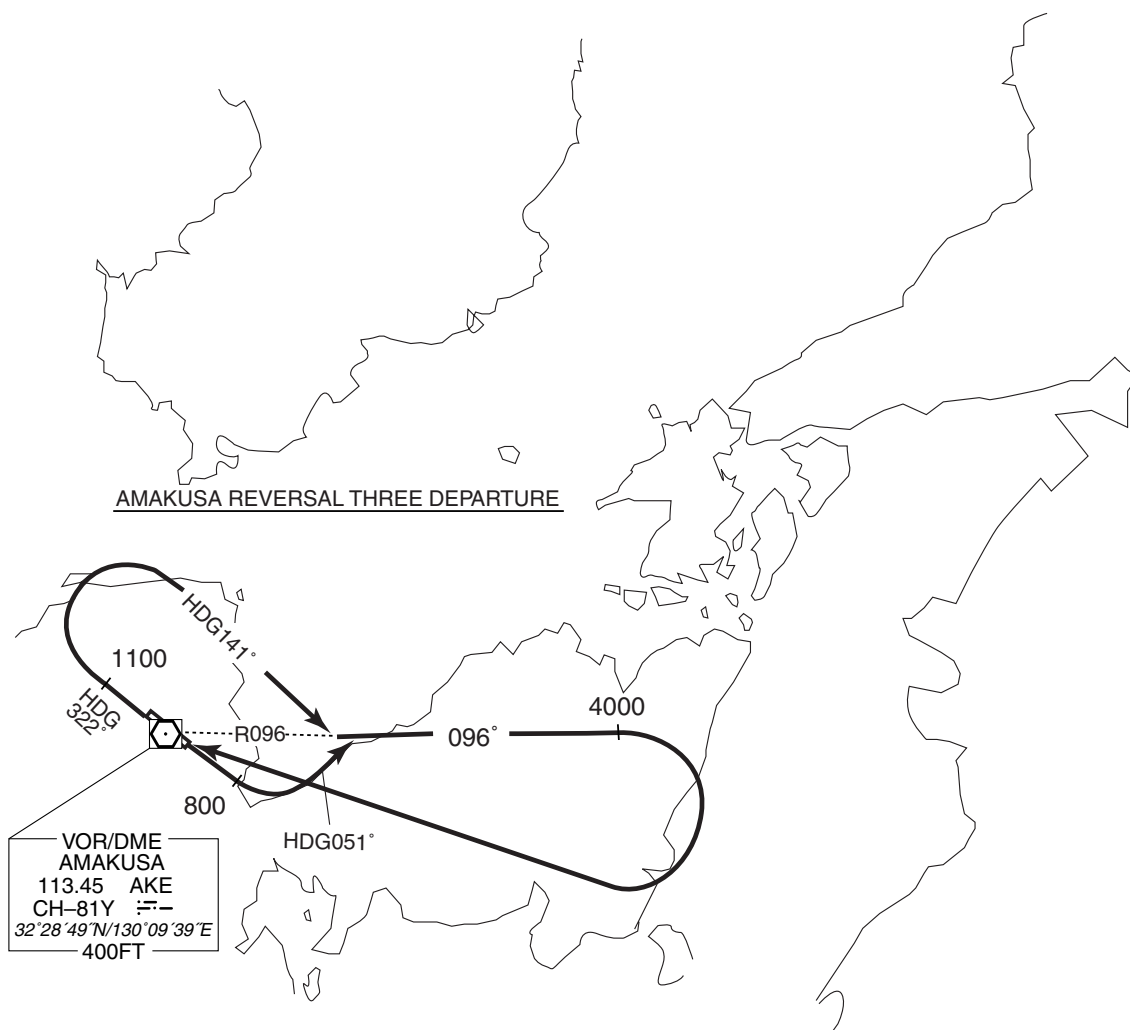 AMAKUSA REVERSAL THREE DEPARTURE
HDG141°
1100
HDG
322°
R096
4000
096°
800
HDG051°
VOR/DME
AMAKUSA
113.45 AKE
CH–81Y
32°28´49˝N/130°09´39˝E
400FT